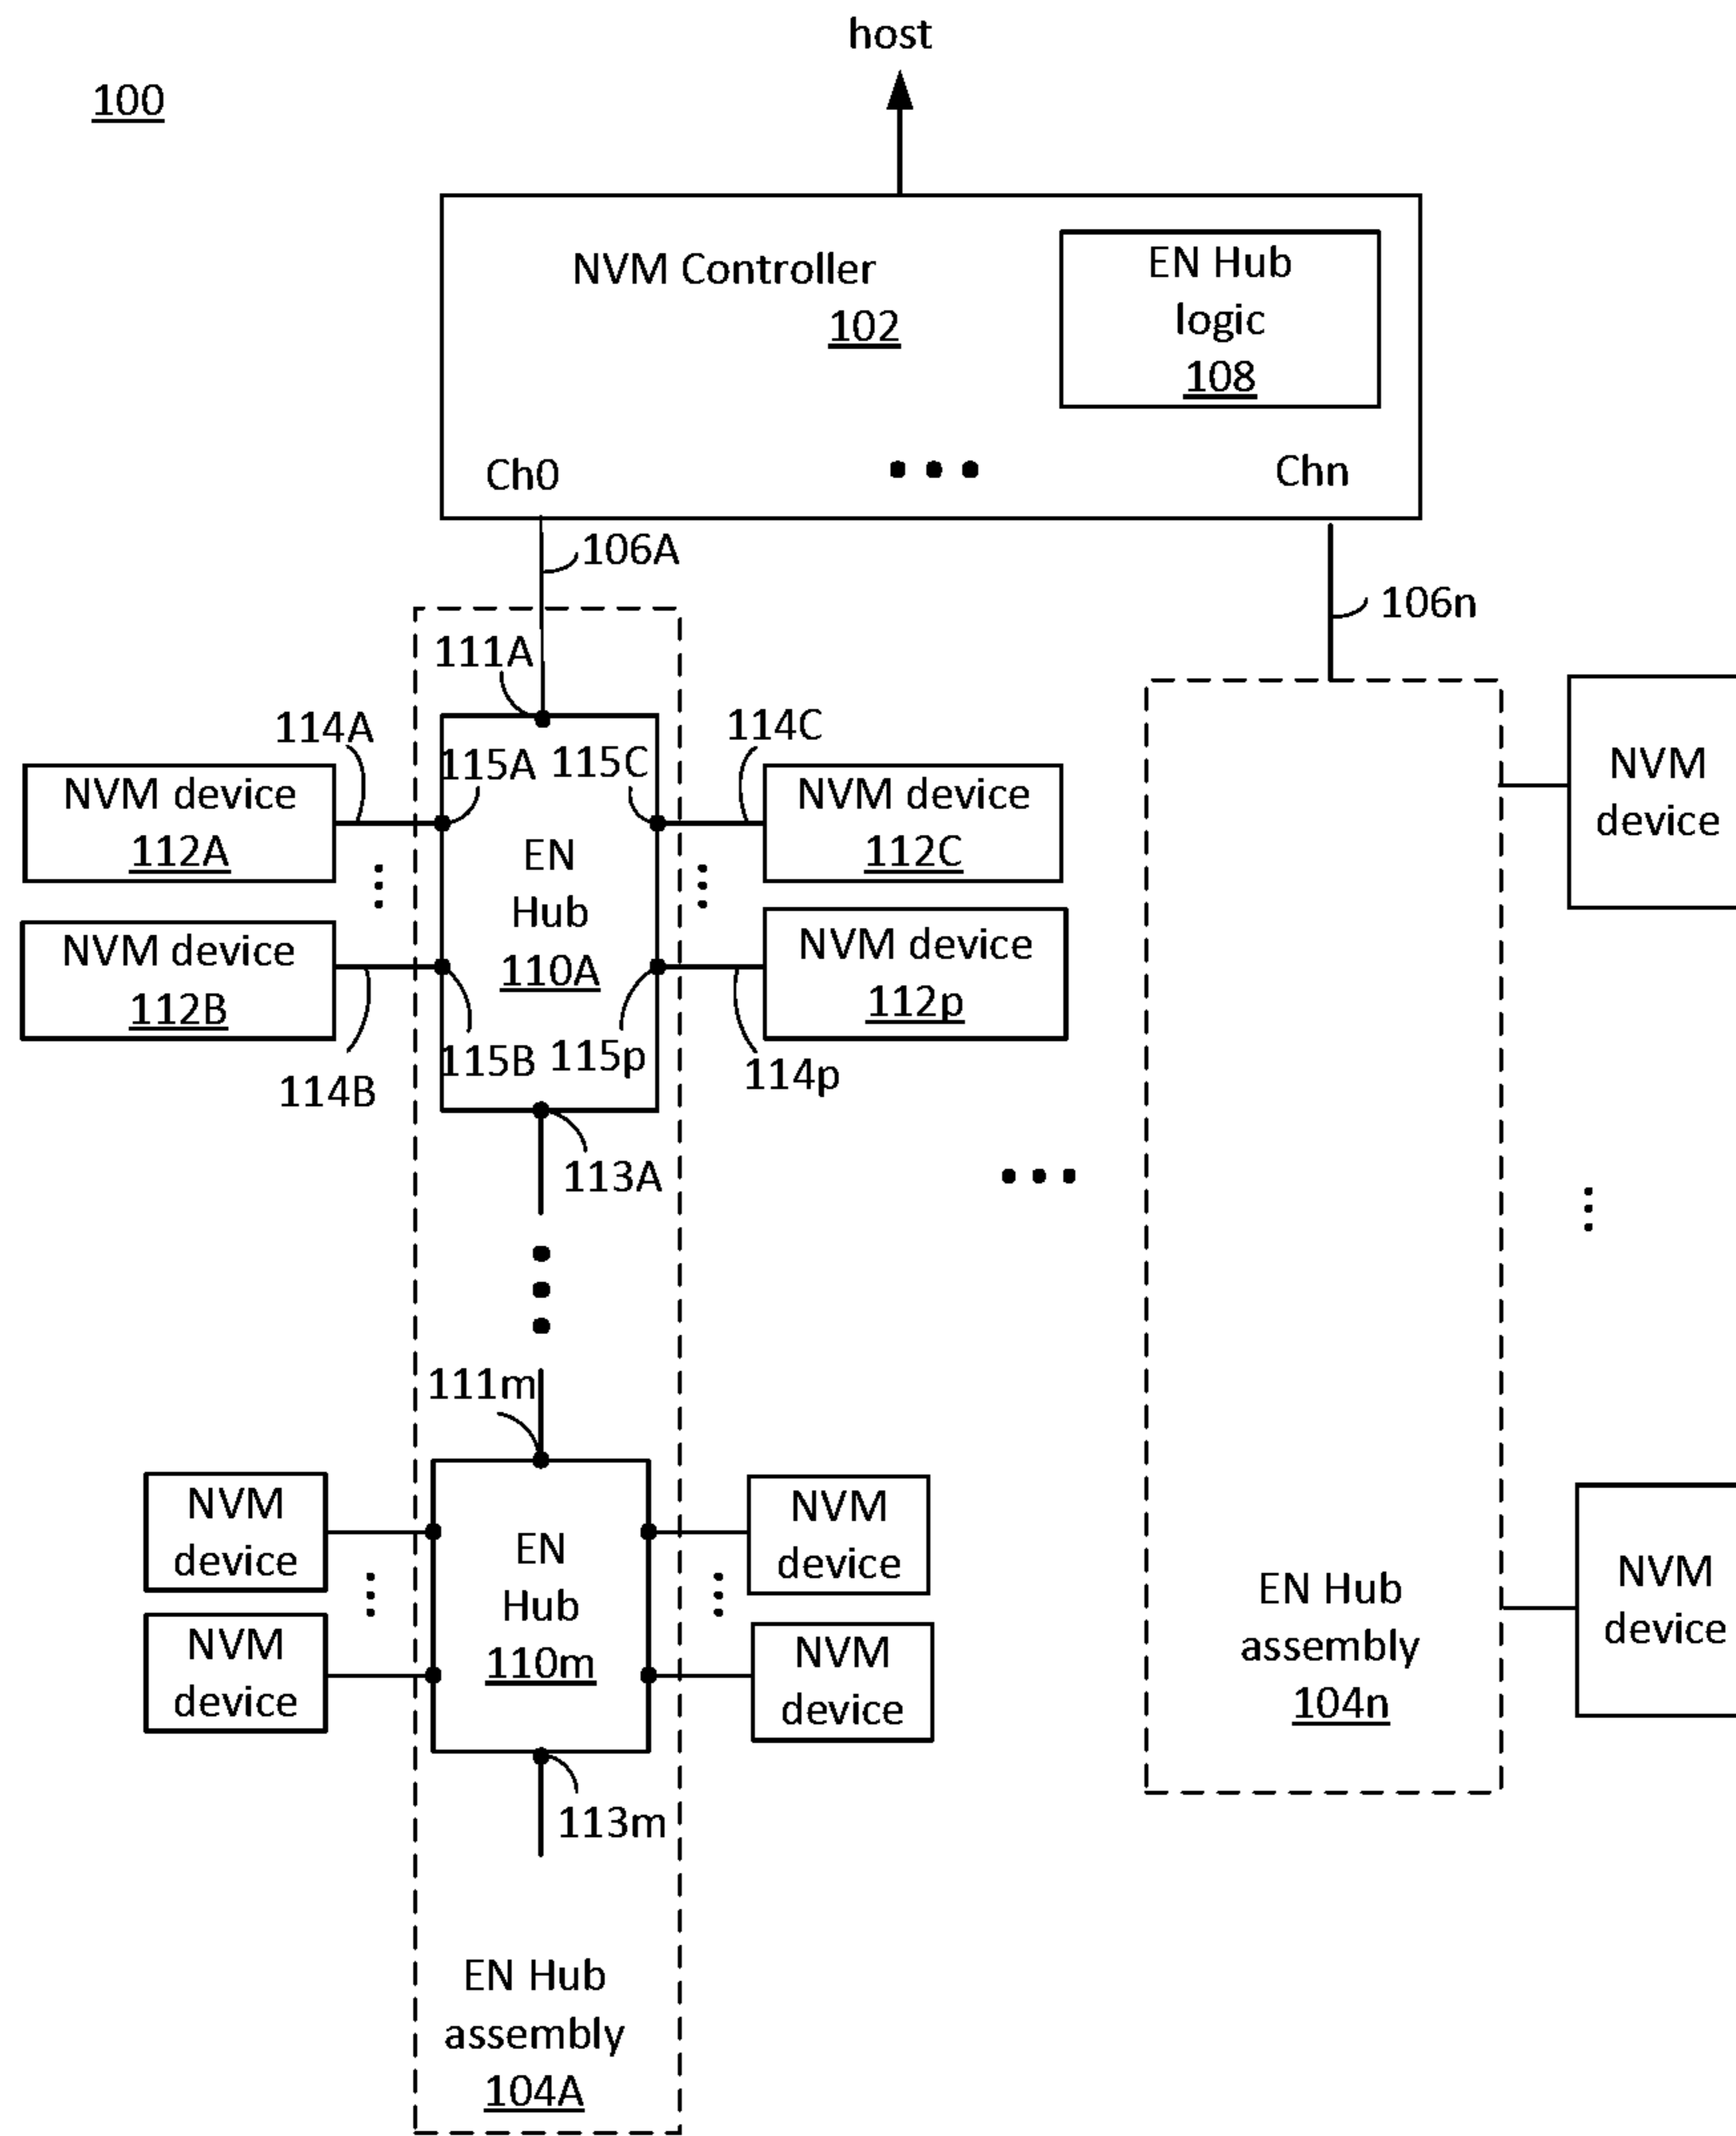 host
100
NVM Controller
102
EN Hub
logic
108
Ch0
Chn
106A
106n
111A
114A
115A
115C
114C
NVM device
112A
NVM device
112C
EN
Hub
110A
NVM device
112B
NVM device
112p
114B
115B
115p
114p
113A
NVM
device
111m
NVM
device
NVM
device
EN
Hub
110m
NVM
device
NVM
device
113m
EN Hub
assembly
104A
EN Hub
assembly
104n
NVM
device